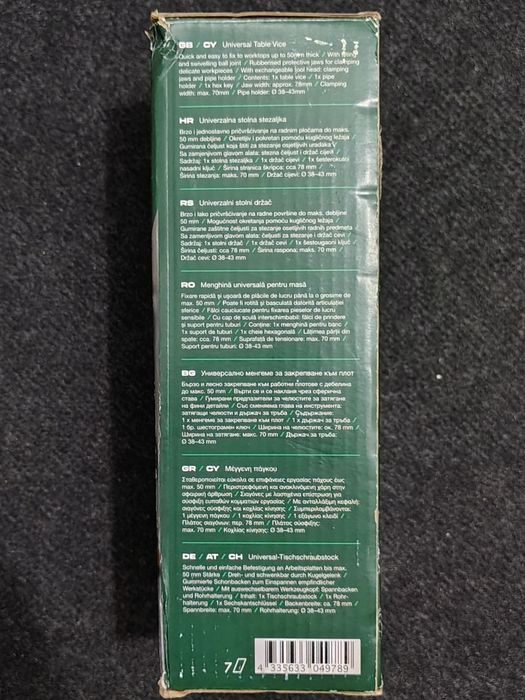 GB / CY Universal Table Vice
Quick and easy to fix to worktops up to 50mm thick / With tilting
and swivelling ball joint / Rubberised protective jaws for clamping
delicate workpieces / With exchangeable tool head: clamping
jaws and pipe holder / Contents: 1x table vice / 1x pipe
holder / 1x hex key / Jaw width: approx. 78mm / Clamping
width: max. 70mm / Pipe holder: Ø 38-43mm
HR Univerzalna stolna stezaljka
Brzo i jednostavno pričvršćivanje na radnim pločama do maks.
50 mm debljine / Okretljiv i pokretan pomoću kugličnog ležaja /
Gumirana čeljust koja štiti za stezanje osjetljivih uradaka /
Sa zamjenjivom glavom alata: stezna čeljust i držač cijevi /
Sadržaj: 1x stolna stezaljka / 1x držač cijevi / 1x šesterokutni
nasadni ključ / Širina stranica škripca: cca 78 mm /
Širina stezanja: maks. 70 mm / Držač cijevi: Ø 38-43 mm
RS Univerzalni stolni držač
Brzo i lako pričvršćivanje na radne površine do maks. debljine
50 mm / Mogućnost okretanja pomoću kugličnog ležaja /
Gumirane zaštitne čeljusti za stezanje osetljivih radnih predmeta
Sa zamenljivom glavom alata: čeljusti za stezanje i držač cevi /
Sadržaj: 1x stolni držač / 1x držač cevi / 1x šestougaoni ključ /
Širina čeljusti: cca 78 mm / Širina raspona: maks. 70 mm /
Držač cevi: Ø 38-43 mm
RO Menghină universală pentru masă
Fixare rapidă și ușoară de plăcile de lucru până la o grosime de
max. 50 mm / Poate fi rotită și basculată datorită articulației
sferice / Fălci cauciucate pentru fixarea pieselor de lucru
sensibile / Cu cap de sculă interschimbabil: fălci de prindere
și suport pentru tuburi / Conține: 1x menghină pentru banc /
1x suport de tuburi / 1x cheie hexagonală / Lățimea părții din
spate: cca. 78 mm / Suprafață de tensionare: max. 70 mm /
Suport pentru tuburi: Ø 38-43 mm
BG Универсално менгеме за закрепване към плот
Бързо и лесно закрепване към работни плотове с дебелина
до макс. 50 mm / Върти се и се накланя чрез сферична
става / Гумирани предпазители на челюстите за затягане
на фини детайли / Със сменяема глава на инструмента:
затягащи челюсти и държач за тръба / Съдържание:
1 x менгеме за закрепване към плот / 1 x държач за тръба /
1 бр. шестограмен ключ / Ширина на челюстите: ок. 78 mm /
Ширина на затягане: макс. 70 mm / Държач за тръба:
Ø 38-43 mm
GR / CY Μέγγενη πάγκου
Σταθεροποιείται εύκολα σε επιφάνειες εργασίας πάχους έως
max. 50 mm / Περιστρεφόμενη και ανακλινόμενη χάρη στην
σφαιρική άρθρωση / Σιαγόνες με λαστιχένια επίστρωση για
σύσφιξη ευπαθών κομματιών εργασίας / Με ανταλλάξιμη κεφαλή:
σιαγόνες σύσφιξης και κοχλίας κίνησης / Συμπεριλαμβάνονται:
1 μέγγενη πάγκου / 1 κοχλίας κίνησης / 1 εξάγωνο κλειδί /
Πλάτος σιαγόνων: περ. 78 mm / Πλάτος σύσφιξης:
max. 70 mm / Κοχλίας κίνησης: Ø 38-43 mm
DE / AT / CH Universal-Tischschraubstock
Schnelle und einfache Befestigung an Arbeitsplatten bis max.
50 mm Stärke / Dreh- und schwenkbar durch Kugelgelenk /
Gummierte Schonbacken zum Einspannen empfindlicher
Werkstücke / Mit auswechselbarem Werkzeugkopf: Spannbacken
und Rohrhalterung / Inhalt: 1x Tischschraubstock / 1x Rohr-
halterung / 1x Sechskantschlüssel / Backenbreite: ca. 78 mm /
Spannbreite: max. 70 mm / Rohrhalterung: Ø 38-43 mm
7
4 335633 049789